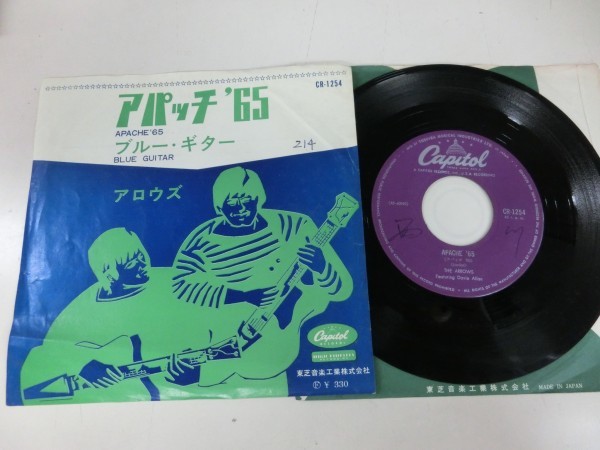 CR-1254
アパッチ'65
APACHE'65
ブルー・ギター
BLUE GUITAR
214
アロウズ
Capitol
RECORDS
HIGH FIDELITY
東芝音楽工業株式会社
Ⓟ ¥ 330
Capitol
CR-1254
APACHE '65
THE ARROWS
Featuring Davie Allan
東芝音楽工業株式会社
MADE IN JAPAN